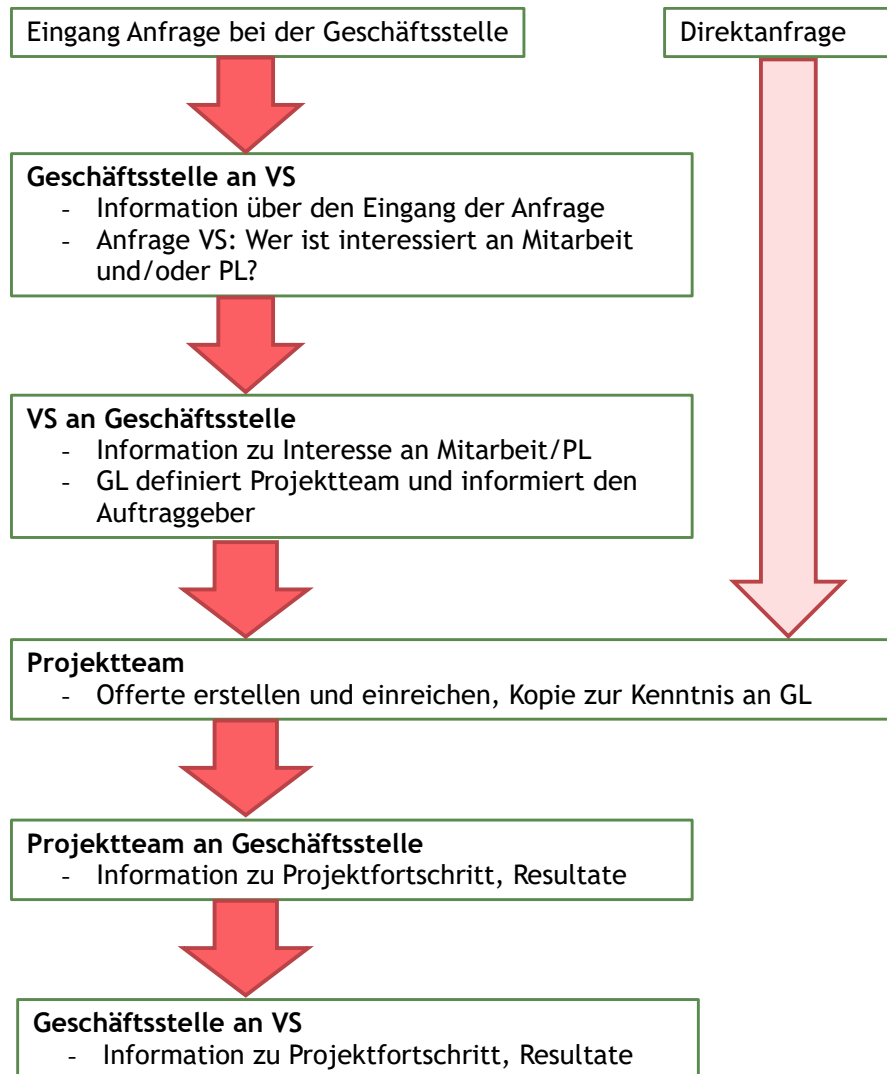 Eingang Anfrage bei der Geschäftsstelle
Direktanfrage
Geschäftsstelle an VS
- Information über den Eingang der Anfrage
- Anfrage VS: Wer ist interessiert an Mitarbeit
und/oder PL?
VS an Geschäftsstelle
- Information zu Interesse an Mitarbeit/PL
- GL definiert Projektteam und informiert den
Auftraggeber
Projektteam
- Offerte erstellen und einreichen, Kopie zur Kenntnis an GL
Projektteam an Geschäftsstelle
- Information zu Projektfortschritt, Resultate
Geschäftsstelle an VS
- Information zu Projektfortschritt, Resultate